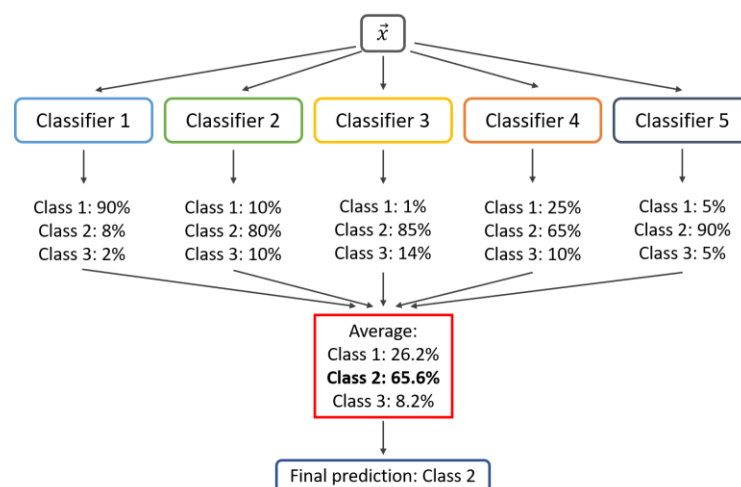 x⃗
Classifier 1
Classifier 2
Classifier 3
Classifier 4
Classifier 5
Class 1: 90%
Class 2: 8%
Class 3: 2%
Class 1: 10%
Class 2: 80%
Class 3: 10%
Class 1: 1%
Class 2: 85%
Class 3: 14%
Class 1: 25%
Class 2: 65%
Class 3: 10%
Class 1: 5%
Class 2: 90%
Class 3: 5%
Average:
Class 1: 26.2%
Class 2: 65.6%
Class 3: 8.2%
Final prediction: Class 2